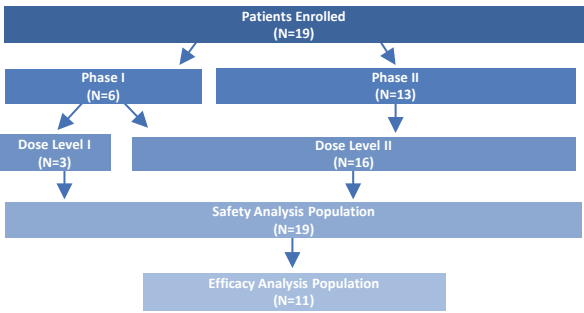 Patients Enrolled
(N=19)
Phase I
(N=6)
Phase II
(N=13)
Dose Level I
(N=3)
Dose Level II
(N=16)
Safety Analysis Population
(N=19)
Efficacy Analysis Population
(N=11)